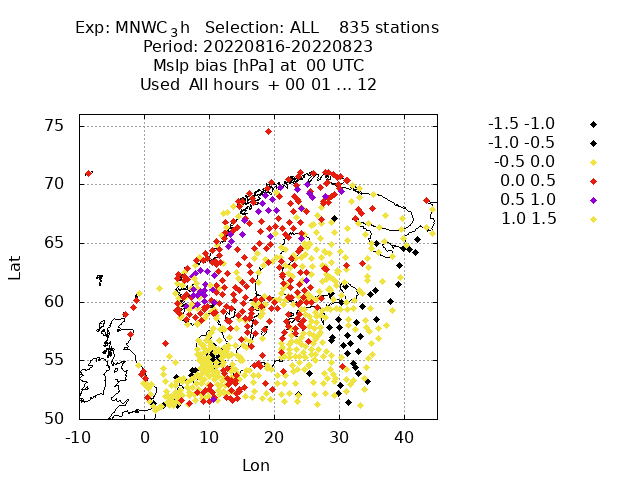 Exp: MNWC_3h   Selection: ALL    835 stations
Period: 20220816-20220823
Mslp bias [hPa] at  00 UTC
Used  All hours  + 00 01 ... 12
-1.5 -1.0
-1.0 -0.5
-0.5 0.0
0.0 0.5
0.5 1.0
1.0 1.5
75
70
65
60
55
50
Lat
-10 0 10 20 30 40
Lon